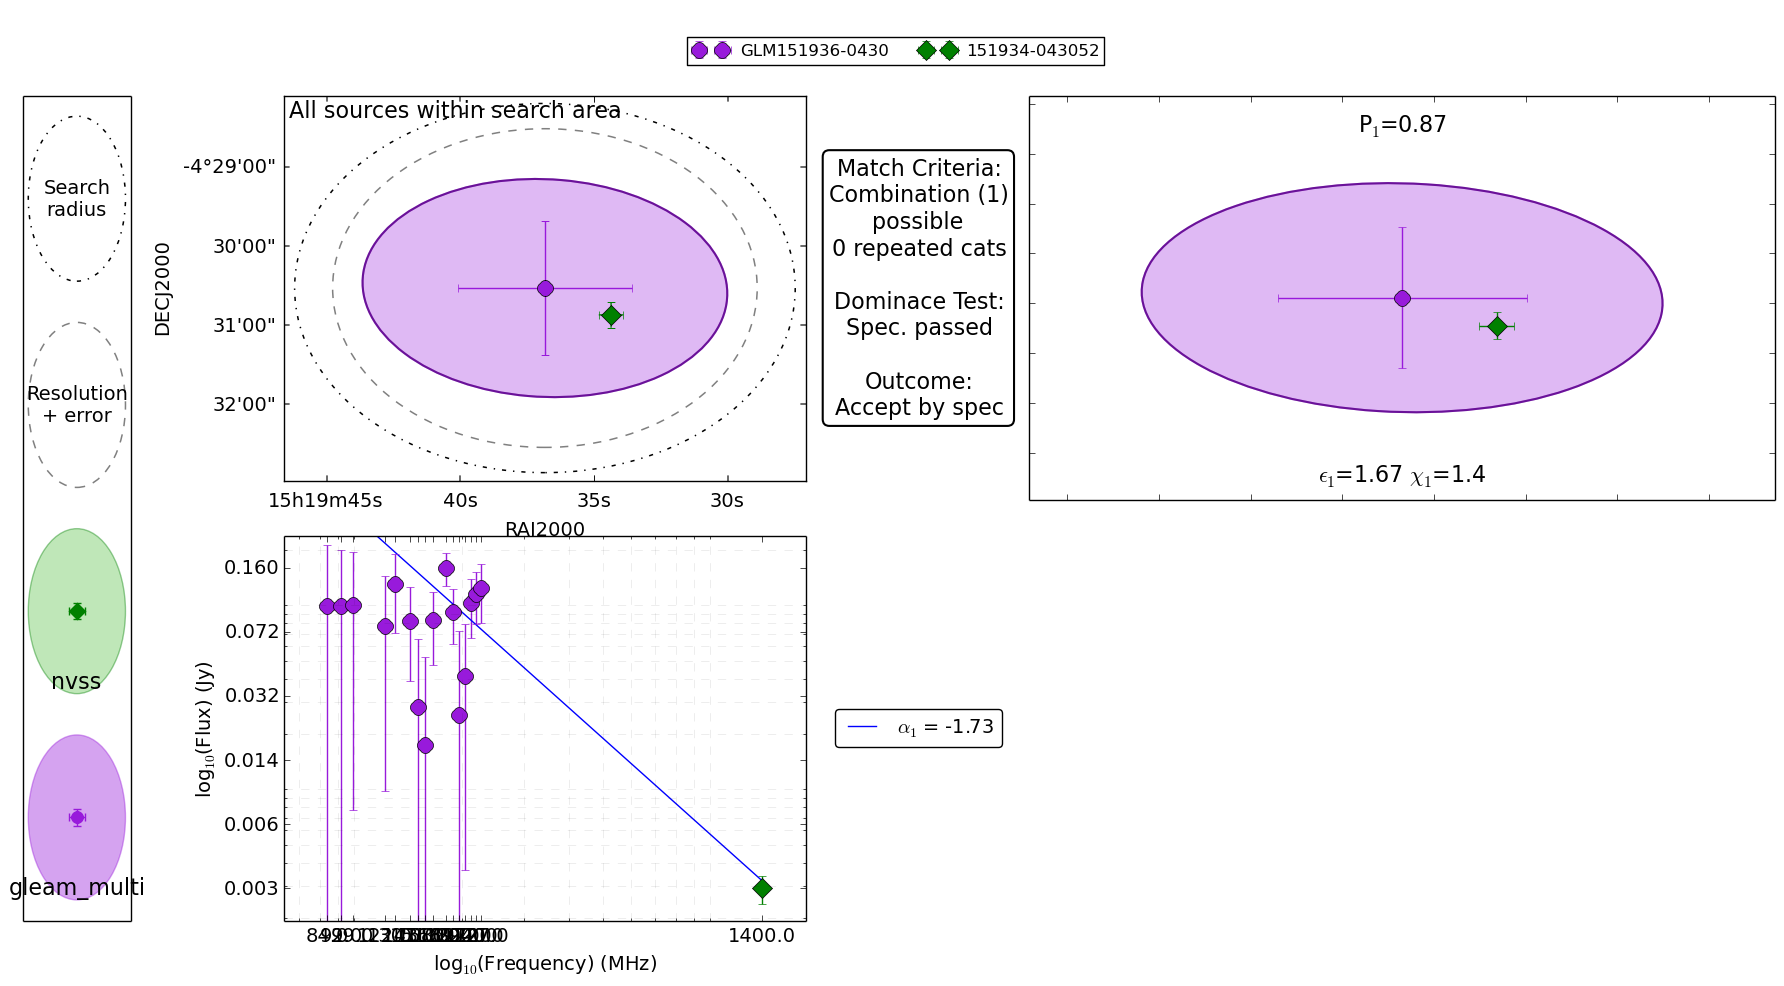 GLM151936-0430 151934-043052
Search
radius
Resolution
+ error
nvss
gleam_multi
All sources within search area
DECJ2000
-4°29'00"
30'00"
31'00"
32'00"
15h19m45s 40s 35s 30s
RAJ2000
Match Criteria:
Combination (1)
possible
0 repeated cats
Dominace Test:
Spec. passed
Outcome:
Accept by spec
P₁=0.87
ϵ₁=1.67 χ₁=1.4
log₁₀(Flux) (Jy)
0.160
0.072
0.032
0.014
0.006
0.003
1400.0
log₁₀(Frequency) (MHz)
α₁ = -1.73